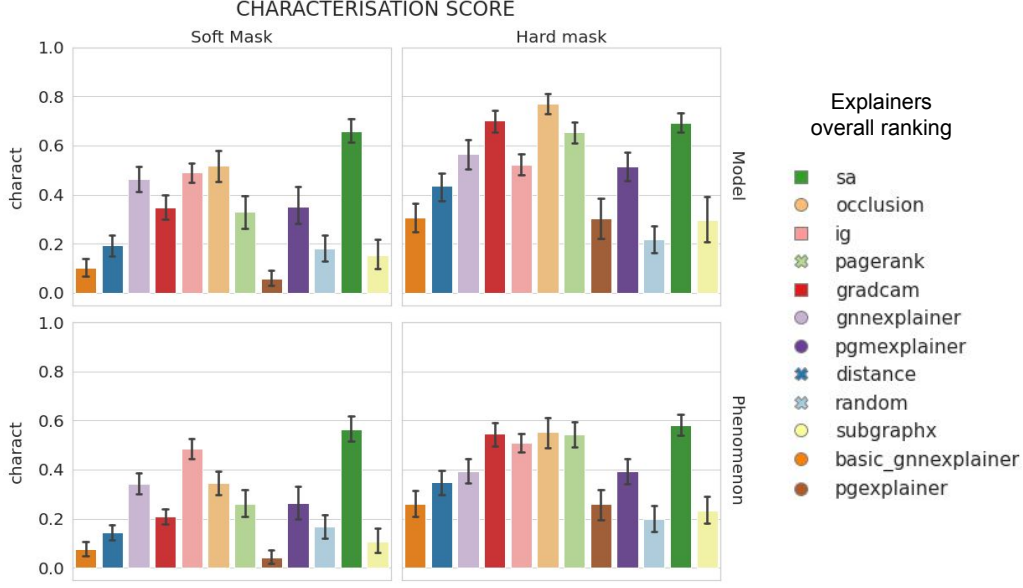 CHARACTERISATION SCORE
Soft Mask
Hard mask
1.0
0.8
0.6
0.4
0.2
0.0
charact
Model
1.0
0.8
0.6
0.4
0.2
0.0
charact
Phenomenon
Explainers
overall ranking
sa
occlusion
ig
pagerank
gradcam
gnnexplainer
pgmexplainer
distance
random
subgraphx
basic_gnnexplainer
pgexplainer